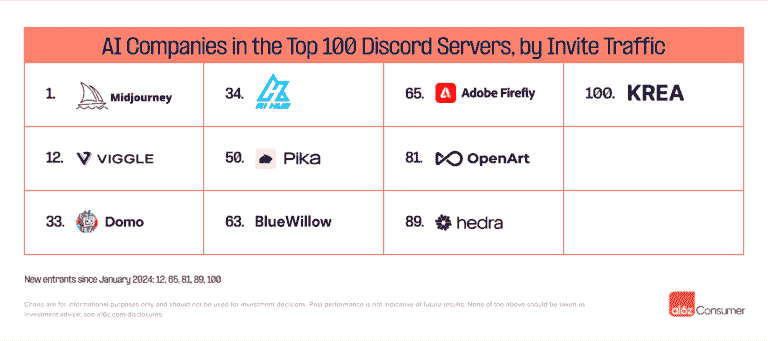 AI Companies in the Top 100 Discord Servers, by Invite Traffic
1. Midjourney
34. AI HUB
65. Adobe Firefly
100. KREA
12. VIGGLE
50. Pika
81. OpenArt
33. Domo
63. BlueWillow
89. hedra
New entrants since January 2024: 12, 65, 81, 89, 100
Charts are for informational purposes only and should not be used for investment decisions. Past performance is not indicative of future results. None of the above should be taken as
investment advice; see a16z.com/disclosures.
a16z Consumer